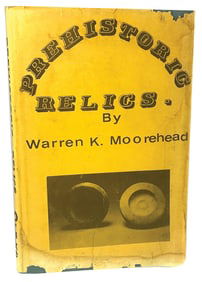 PREHISTORIC
RELICS.
By
Warren K. Moorehead